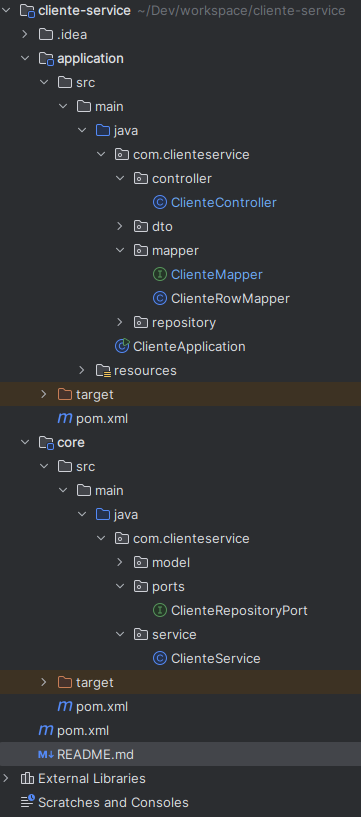 cliente-service ~/Dev/workspace/cliente-service
.idea
application
src
main
java
com.clienteservice
controller
ClienteController
dto
mapper
ClienteMapper
ClienteRowMapper
repository
ClienteApplication
resources
target
pom.xml
core
src
main
java
com.clienteservice
model
ports
ClienteRepositoryPort
service
ClienteService
target
pom.xml
pom.xml
README.md
External Libraries
Scratches and Consoles